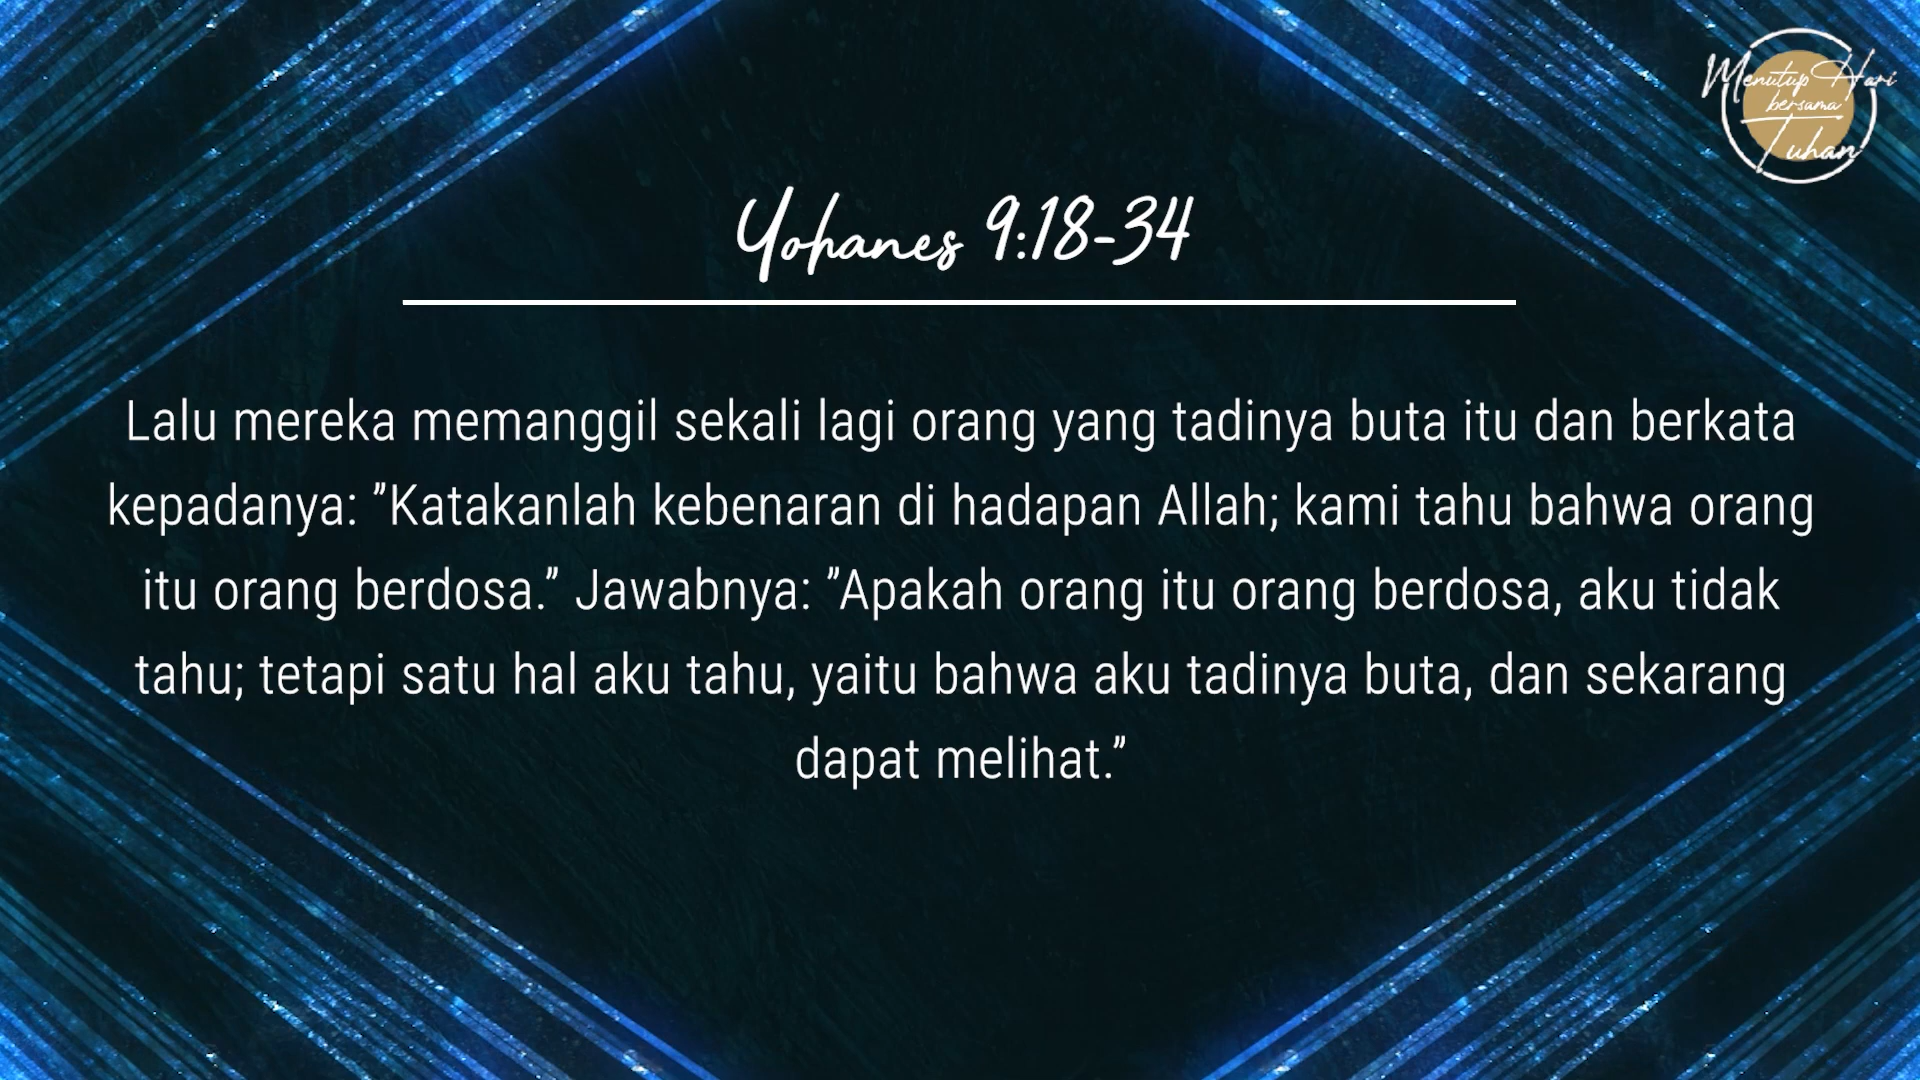 Menutup Hari
bersama
Tuhan
Yohanes 9:18-34
Lalu mereka memanggil sekali lagi orang yang tadinya buta itu dan berkata
kepadanya: ”Katakanlah kebenaran di hadapan Allah; kami tahu bahwa orang
itu orang berdosa.” Jawabnya: ”Apakah orang itu orang berdosa, aku tidak
tahu; tetapi satu hal aku tahu, yaitu bahwa aku tadinya buta, dan sekarang
dapat melihat.”